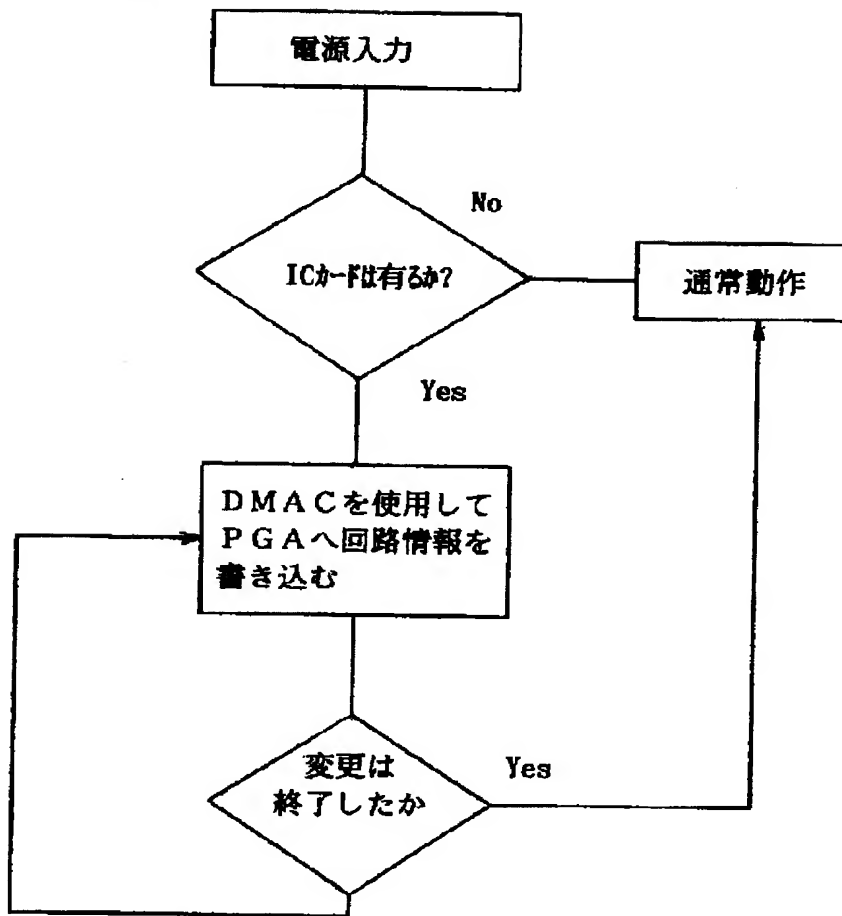 電源入力
No
ICカードは有るか?
通常動作
Yes
DMACを使用して
PGAへ回路情報を
書き込む
変更は
終了したか
Yes